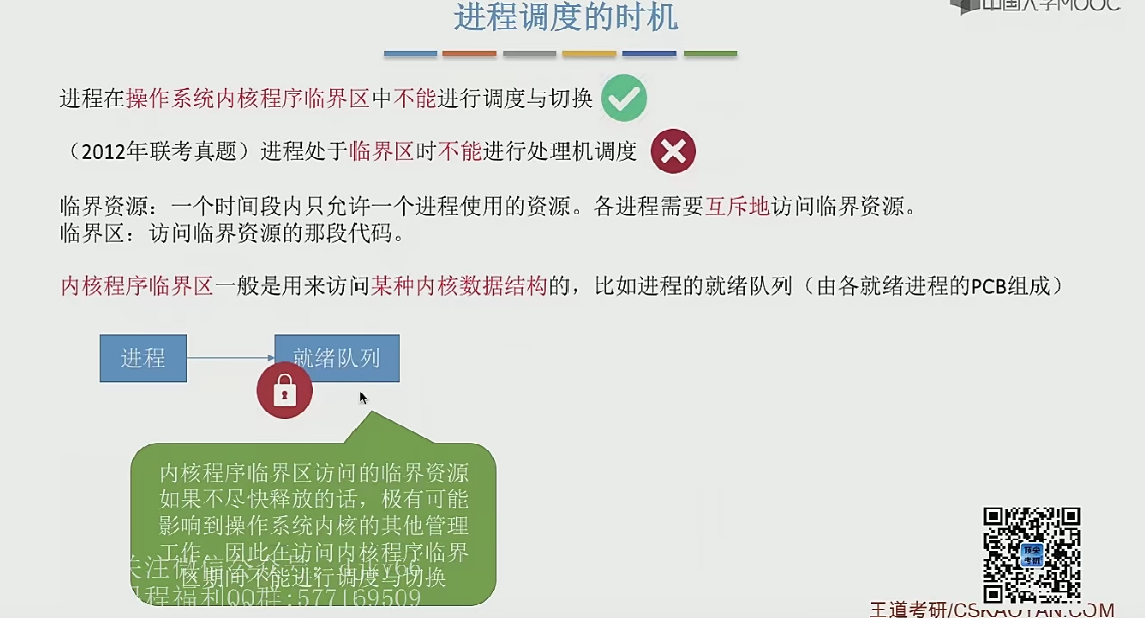 中国大学MOOC
进程调度的时机
进程在操作系统内核程序临界区中不能进行调度与切换
（2012年联考真题）进程处于临界区时不能进行处理机调度
临界资源：一个时间段内只允许一个进程使用的资源。各进程需要互斥地访问临界资源。
临界区：访问临界资源的那段代码。
内核程序临界区一般是用来访问某种内核数据结构的，比如进程的就绪队列（由各就绪进程的PCB组成）
进程
就绪队列
内核程序临界区访问的临界资源
如果不尽快释放的话，极有可能
影响到操作系统内核的其他管理
工作。因此在访问内核程序临界
区期间不能进行调度与切换
关注微信公众号：
课程福利QQ群:577169509
王道考研/CSKAOYAN.COM